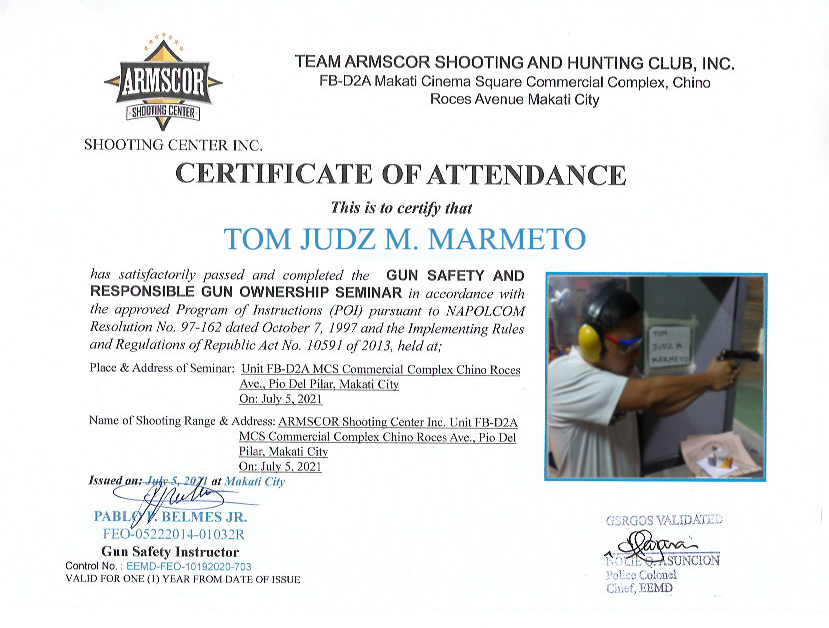 ARMSCOR
SHOOTING CENTER
SHOOTING CENTER INC.
TEAM ARMSCOR SHOOTING AND HUNTING CLUB, INC.
FB-D2A Makati Cinema Square Commercial Complex, Chino
Roces Avenue Makati City
CERTIFICATE OF ATTENDANCE
This is to certify that
TOM JUDZ M. MARMETO
has satisfactorily passed and completed the GUN SAFETY AND
RESPONSIBLE GUN OWNERSHIP SEMINAR in accordance with
the approved Program of Instructions (POI) pursuant to NAPOLCOM
Resolution No. 97-162 dated October 7, 1997 and the Implementing Rules
and Regulations of Republic Act No. 10591 of 2013, held at;
Place & Address of Seminar: Unit FB-D2A MCS Commercial Complex Chino Roces
Ave., Pio Del Pilar, Makati City
On: July 5, 2021
Name of Shooting Range & Address: ARMSCOR Shooting Center Inc. Unit FB-D2A
MCS Commercial Complex Chino Roces Ave., Pio Del
Pilar, Makati City
On: July 5, 2021
Issued on: July 5, 2021 at Makati City
PABLO P. BELMES JR.
FEO-05222014-01032R
Gun Safety Instructor
Control No. : EEMD-FEO-10192020-703
VALID FOR ONE (1) YEAR FROM DATE OF ISSUE
TOM
JUDZ M.
MARMETO
GSRGOS VALIDATED
NOLIE Q. ASUNCION
Police Colonel
Chief, EEMD